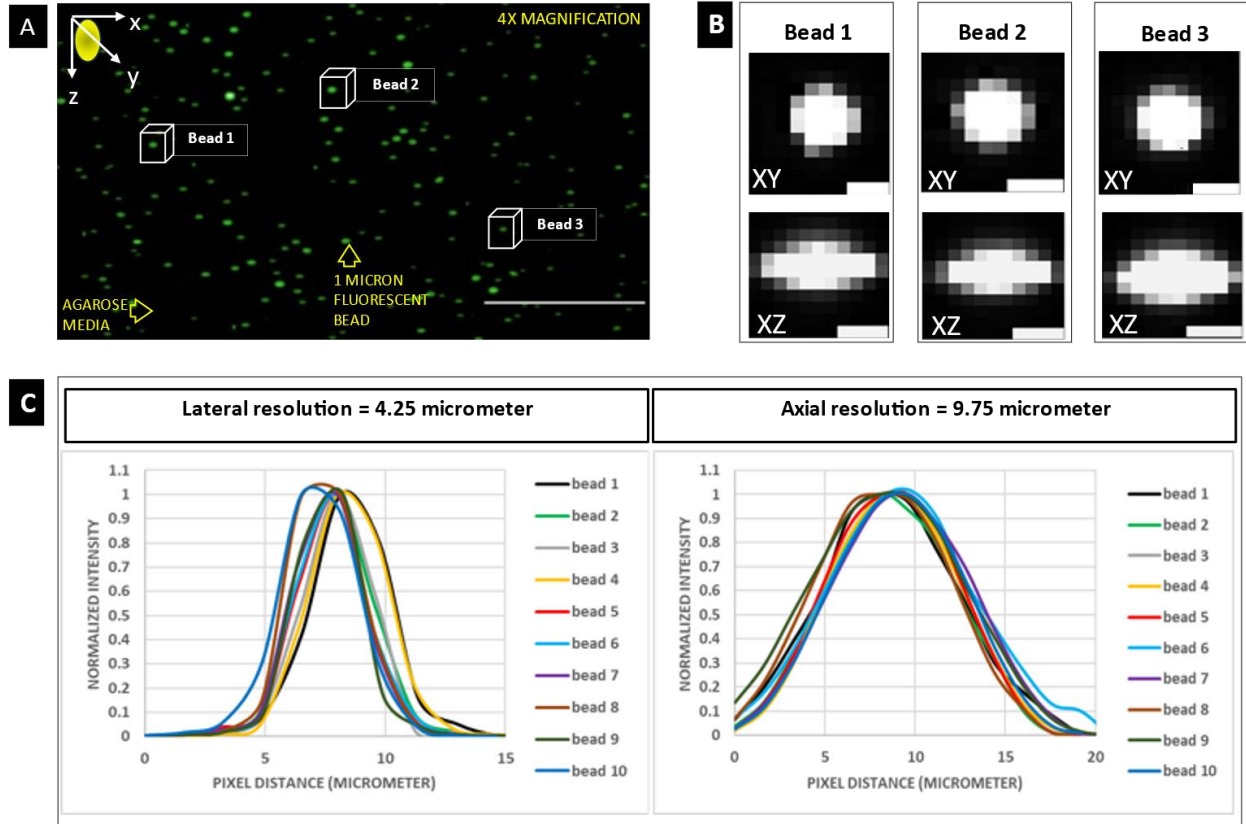 A
x
y
z
4X MAGNIFICATION
Bead 1
Bead 2
Bead 3
1 MICRON
FLUORESCENT
BEAD
AGAROSE
MEDIA
B
Bead 1
Bead 2
Bead 3
XY
XY
XY
XZ
XZ
XZ
C
Lateral resolution = 4.25 micrometer
Axial resolution = 9.75 micrometer
NORMALIZED INTENSITY
1.1
1
0.9
0.8
0.7
0.6
0.5
0.4
0.3
0.2
0.1
0
0
5
10
15
PIXEL DISTANCE (MICROMETER)
bead 1
bead 2
bead 3
bead 4
bead 5
bead 6
bead 7
bead 8
bead 9
bead 10
NORMALIZED INTENSITY
1.1
1
0.9
0.8
0.7
0.6
0.5
0.4
0.3
0.2
0.1
0
0
5
10
15
20
PIXEL DISTANCE (MICROMETER)
bead 1
bead 2
bead 3
bead 4
bead 5
bead 6
bead 7
bead 8
bead 9
bead 10